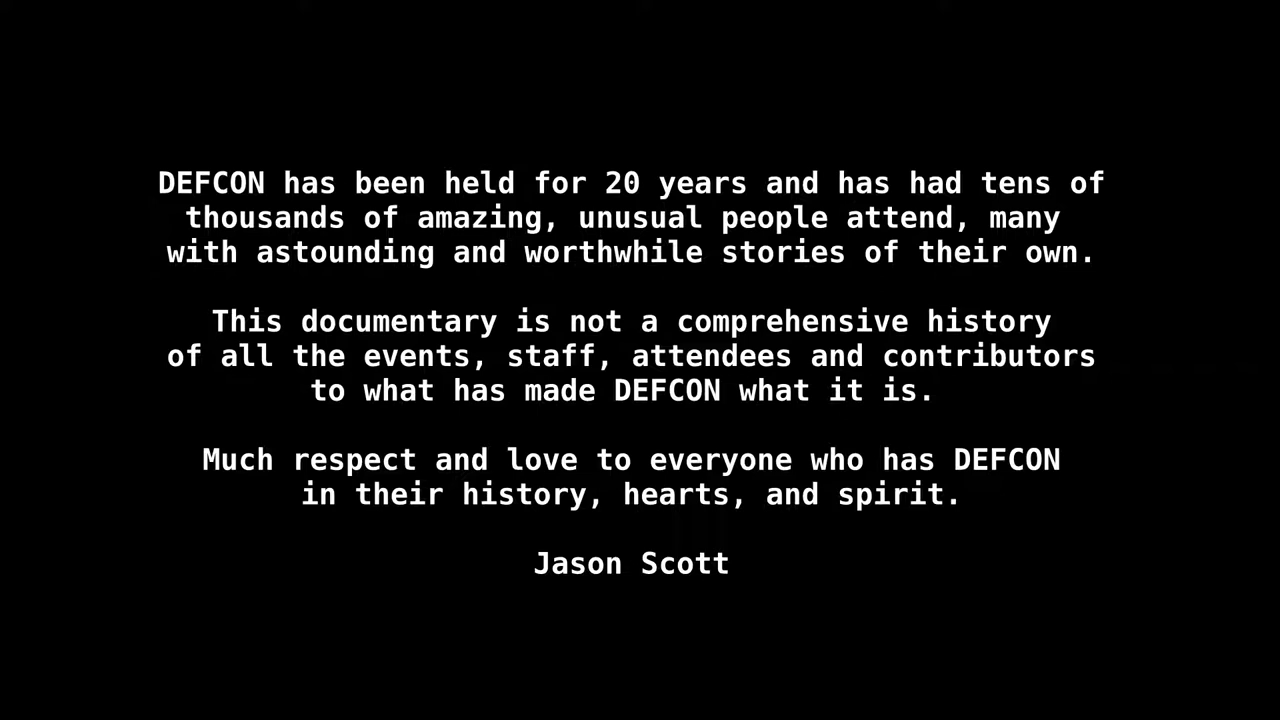 DEFCON has been held for 20 years and has had tens of
thousands of amazing, unusual people attend, many
with astounding and worthwhile stories of their own.
This documentary is not a comprehensive history
of all the events, staff, attendees and contributors
to what has made DEFCON what it is.
Much respect and love to everyone who has DEFCON
in their history, hearts, and spirit.
Jason Scott